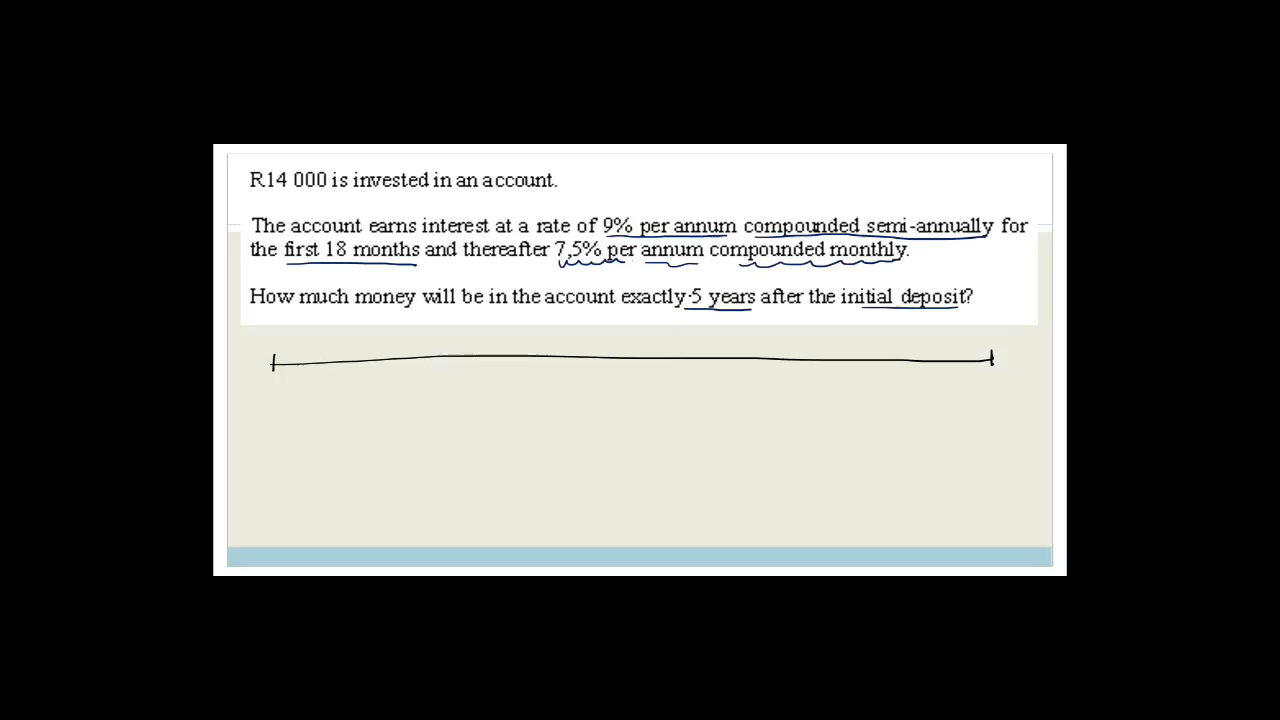 R14 000 is invested in an account.
The account earns interest at a rate of 9% per annum compounded semi-annually for
the first 18 months and thereafter 7,5% per annum compounded monthly.
How much money will be in the account exactly 5 years after the initial deposit?